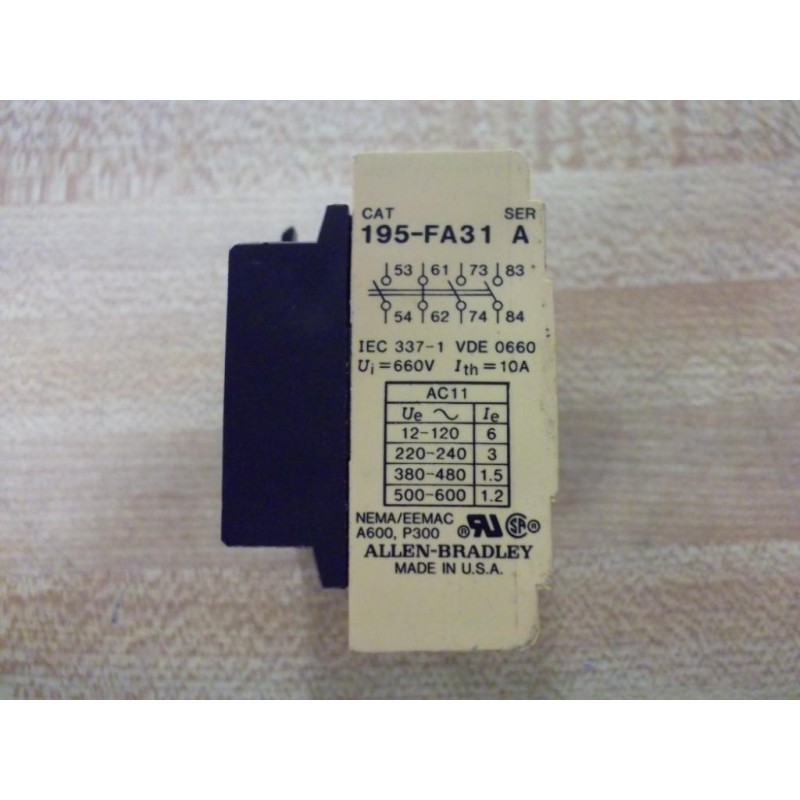 CAT SER
195-FA31 A
53 61 73 83
54 62 74 84
IEC 337-1 VDE 0660
Ui=660V Ith=10A
AC11
Ue ~ Ie
12-120 6
220-240 3
380-480 1.5
500-600 1.2
NEMA/EEMAC
A600, P300 ® RU SA ®
ALLEN-BRADLEY
MADE IN U.S.A.